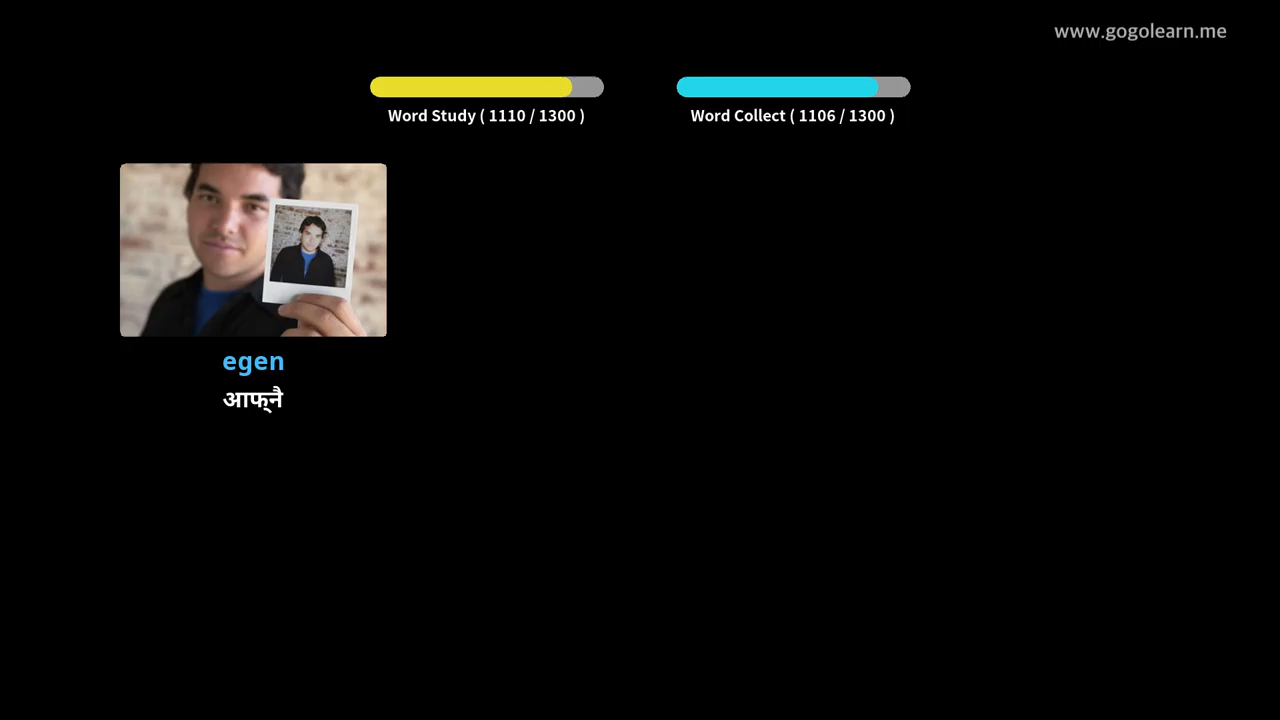 www.gogolearn.me
Word Study ( 1110 / 1300 )
Word Collect ( 1106 / 1300 )
egen
आफ्‌नै